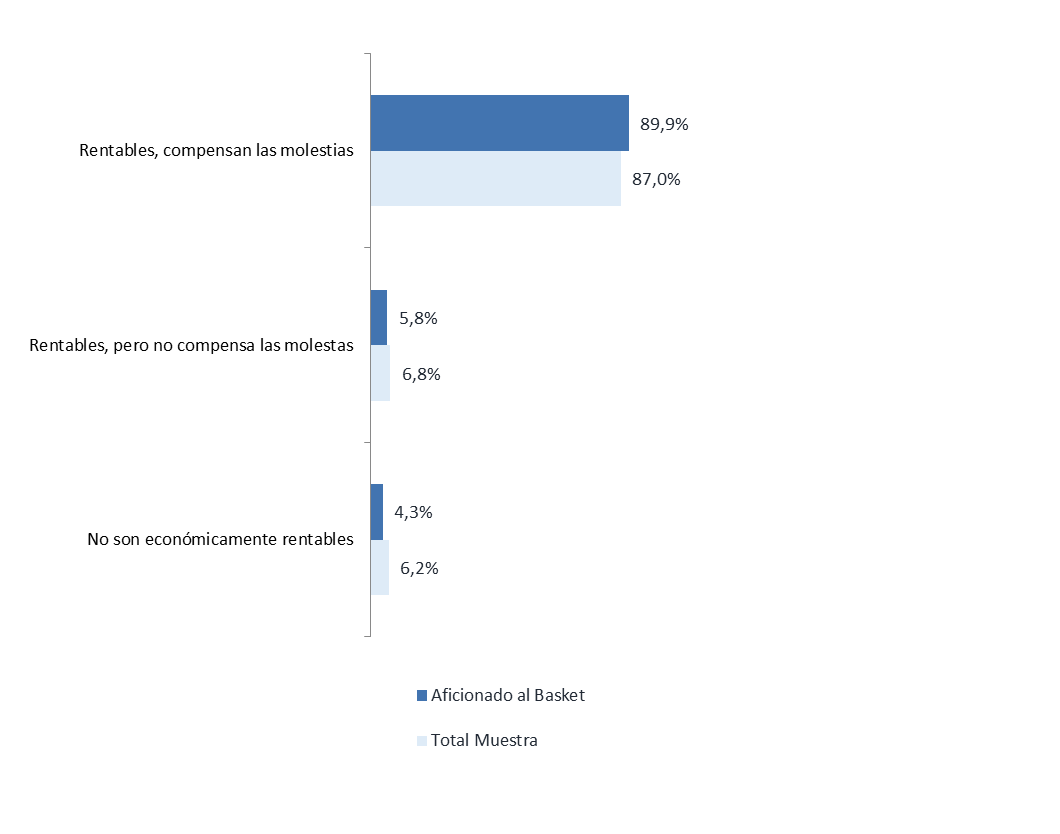 Rentables, compensan las molestias
89,9%
87,0%
Rentables, pero no compensa las molestas
5,8%
6,8%
No son económicamente rentables
4,3%
6,2%
Aficionado al Basket
Total Muestra